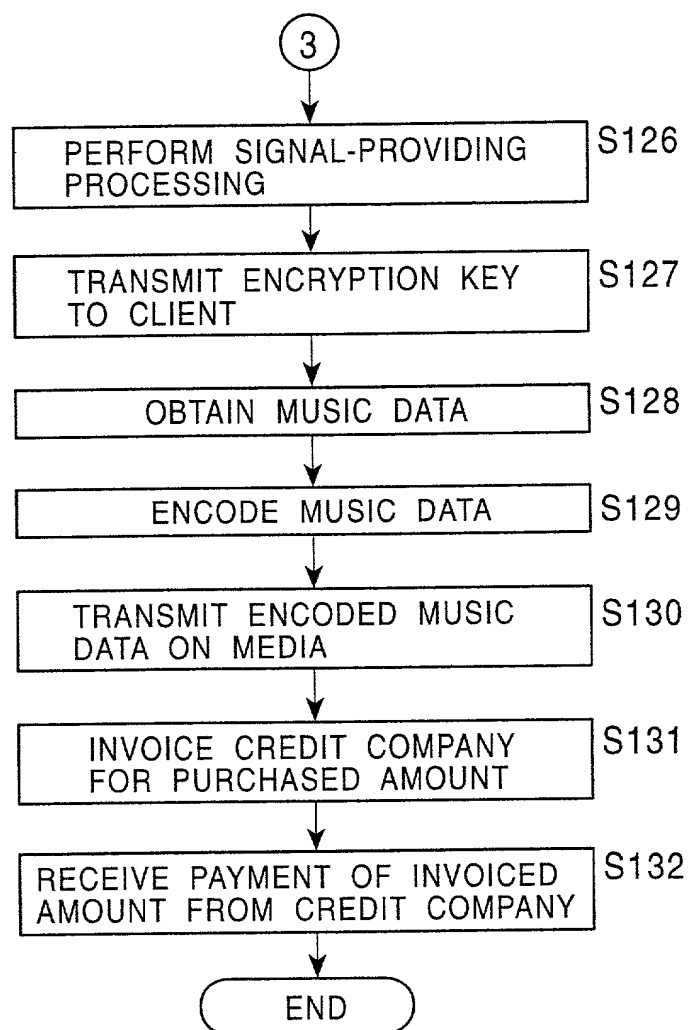 3
PERFORM SIGNAL-PROVIDING
PROCESSING
S126
TRANSMIT ENCRYPTION KEY
TO CLIENT
S127
OBTAIN MUSIC DATA
S128
ENCODE MUSIC DATA
S129
TRANSMIT ENCODED MUSIC
DATA ON MEDIA
S130
INVOICE CREDIT COMPANY
FOR PURCHASED AMOUNT
S131
RECEIVE PAYMENT OF INVOICED
AMOUNT FROM CREDIT COMPANY
S132
END